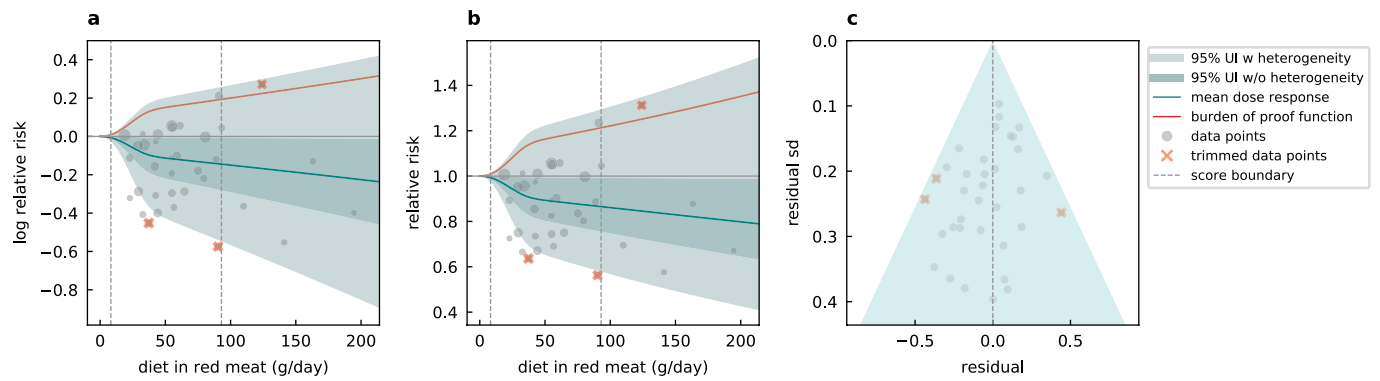 a
0.4
0.2
0.0
−0.2
−0.4
−0.6
−0.8
log relative risk
0
50
100
150
200
diet in red meat (g/day)
b
1.4
1.2
1.0
0.8
0.6
0.4
relative risk
0
50
100
150
200
diet in red meat (g/day)
c
0.0
0.1
0.2
0.3
0.4
residual sd
−0.5
0.0
0.5
residual
95% UI w heterogeneity
95% UI w/o heterogeneity
mean dose response
burden of proof function
data points
trimmed data points
score boundary